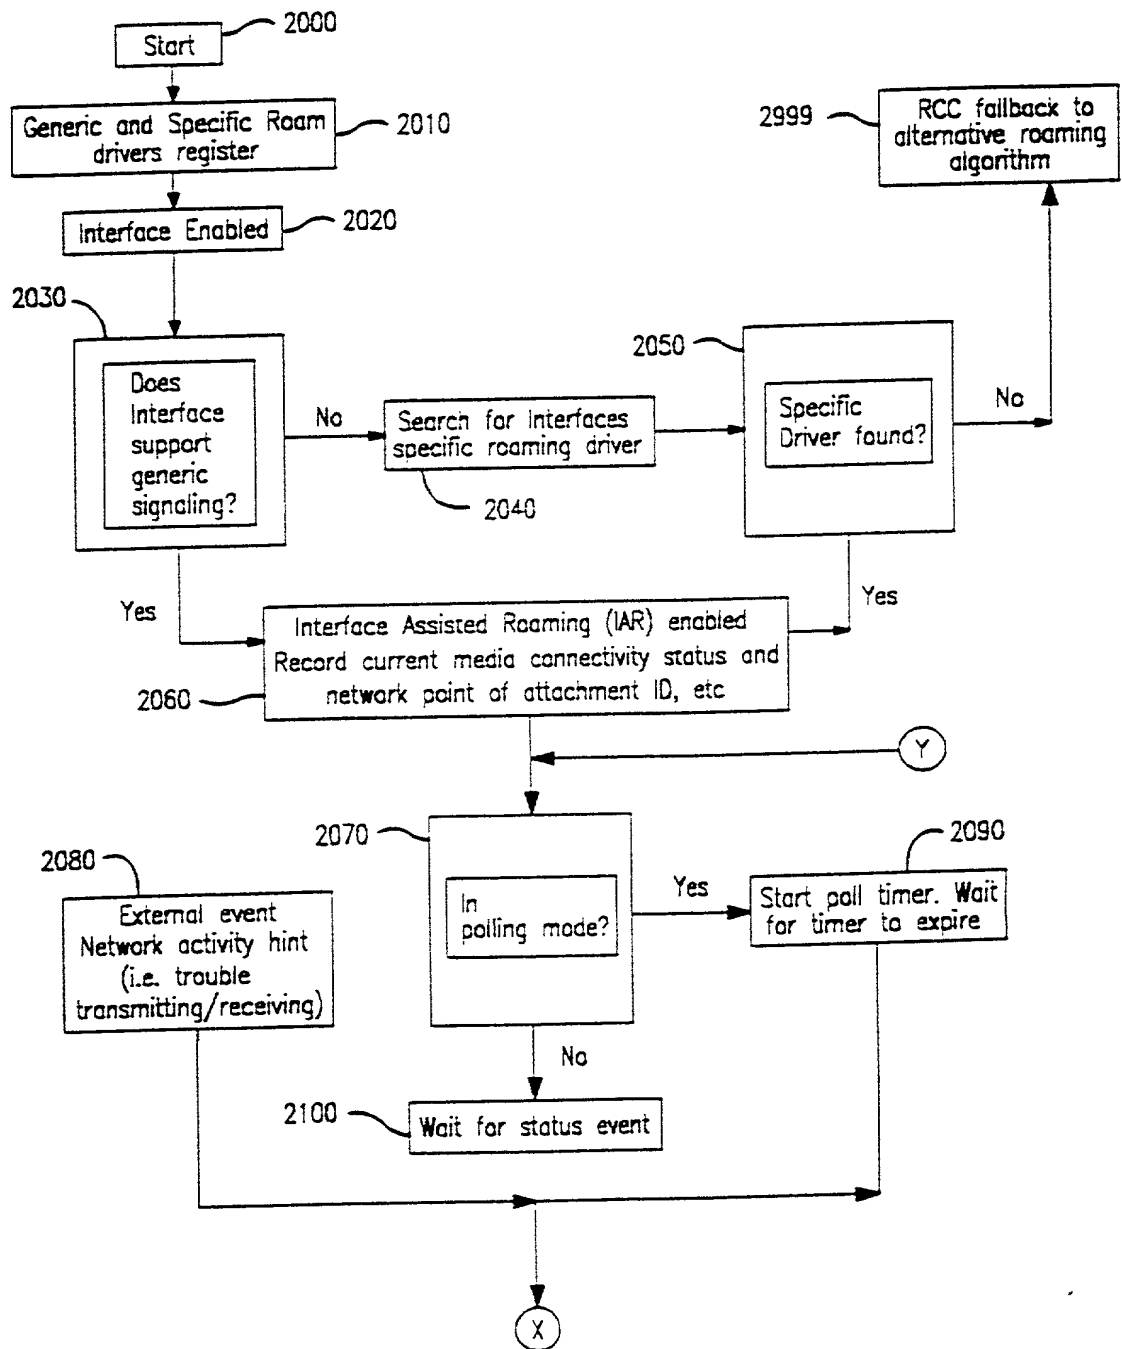 2000
Start
Generic and Specific Roam
drivers register
2010
2999
RCC fallback to
alternative roaming
algorithm
Interface Enabled
2020
2030
Does
Interface
support
generic
signaling?
No
Search for Interfaces
specific roaming driver
2040
2050
Specific
Driver found?
No
Yes
Yes
Interface Assisted Roaming (IAR) enabled
Record current media connectivity status and
network point of attachment ID, etc
2060
Y
2070
In
polling mode?
Yes
2090
Start poll timer. Wait
for timer to expire
2080
External event
Network activity hint
(i.e. trouble
transmitting/receiving)
No
2100
Wait for status event
X